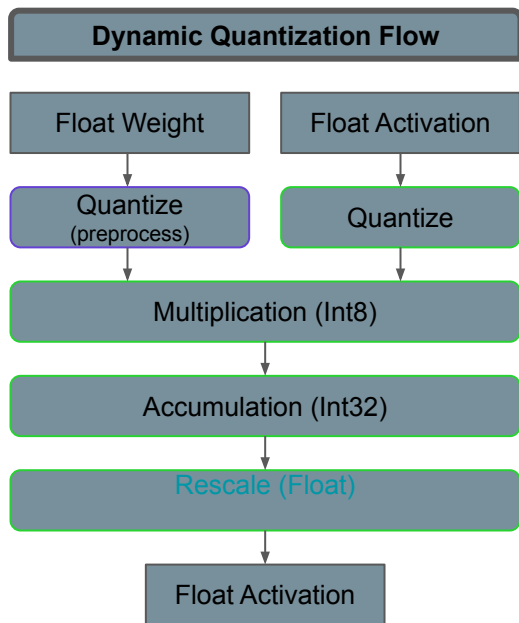 Dynamic Quantization Flow
Float Weight
Float Activation
Quantize
(preprocess)
Quantize
Multiplication (Int8)
Accumulation (Int32)
Rescale (Float)
Float Activation